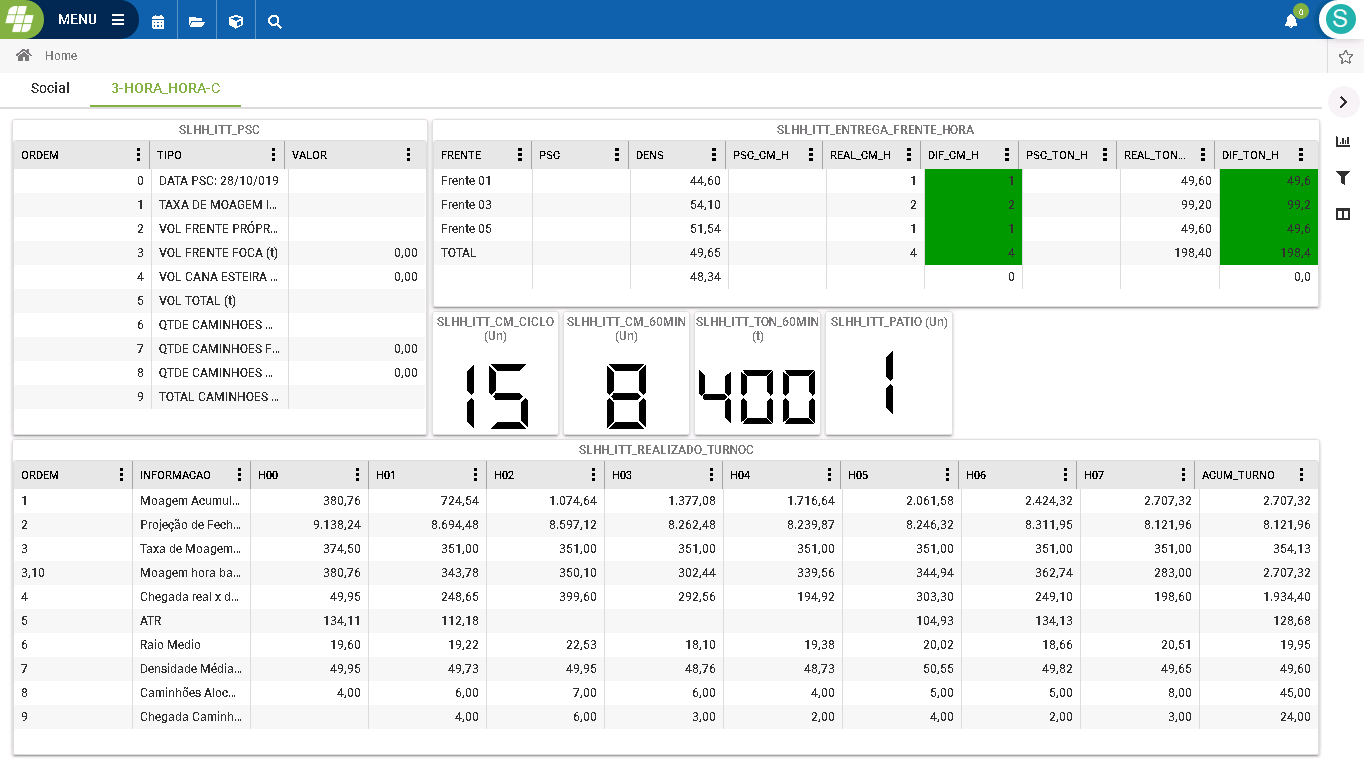 MENU
0
S
Home
Social 3-HORA_HORA-C
SLHH_ITT_PSC
ORDEM TIPO VALOR
0 DATA PSC: 28/10/019
1 TAXA DE MOAGEM I...
2 VOL FRENTE PRÓPR...
3 VOL FRENTE FOCA (t) 0,00
4 VOL CANA ESTEIRA ... 0,00
5 VOL TOTAL (t)
6 QTDE CAMINHOES ...
7 QTDE CAMINHOES F... 0,00
8 QTDE CAMINHOES ... 0,00
9 TOTAL CAMINHOES ...
SLHH_ITT_ENTREGA_FRENTE_HORA
FRENTE PSC DENS PSC_CM_H REAL_CM_H DIF_CM_H PSC_TON_H REAL_TON... DIF_TON_H
Frente 01 44,60 1 1 49,60 49,6
Frente 03 54,10 2 2 99,20 99,2
Frente 05 51,54 1 1 49,60 49,6
TOTAL 49,65 4 4 198,40 198,4
48,34 0 0,0
SLHH_ITT_CM_CICLO
(Un)
15
SLHH_ITT_CM_60MIN
(Un)
8
SLHH_ITT_TON_60MIN
(t)
400
SLHH_ITT_PATIO (Un)
1
SLHH_ITT_REALIZADO_TURNOC
ORDEM INFORMACAO H00 H01 H02 H03 H04 H05 H06 H07 ACUM_TURNO
1 Moagem Acumul... 380,76 724,54 1.074,64 1.377,08 1.716,64 2.061,58 2.424,32 2.707,32 2.707,32
2 Projeção de Fech... 9.138,24 8.694,48 8.597,12 8.262,48 8.239,87 8.246,32 8.311,95 8.121,96 8.121,96
3 Taxa de Moagem... 374,50 351,00 351,00 351,00 351,00 351,00 351,00 351,00 354,13
3,10 Moagem hora ba... 380,76 343,78 350,10 302,44 339,56 344,94 362,74 283,00 2.707,32
4 Chegada real x d... 49,95 248,65 399,60 292,56 194,92 303,30 249,10 198,60 1.934,40
5 ATR 134,11 112,18 104,93 134,13 128,68
6 Raio Medio 19,60 19,22 22,53 18,10 19,38 20,02 18,66 20,51 19,95
7 Densidade Média... 49,95 49,73 49,95 48,76 48,73 50,55 49,82 49,65 49,60
8 Caminhões Aloc... 4,00 6,00 7,00 6,00 4,00 5,00 5,00 8,00 45,00
9 Chegada Caminh... 4,00 6,00 3,00 2,00 4,00 2,00 3,00 24,00